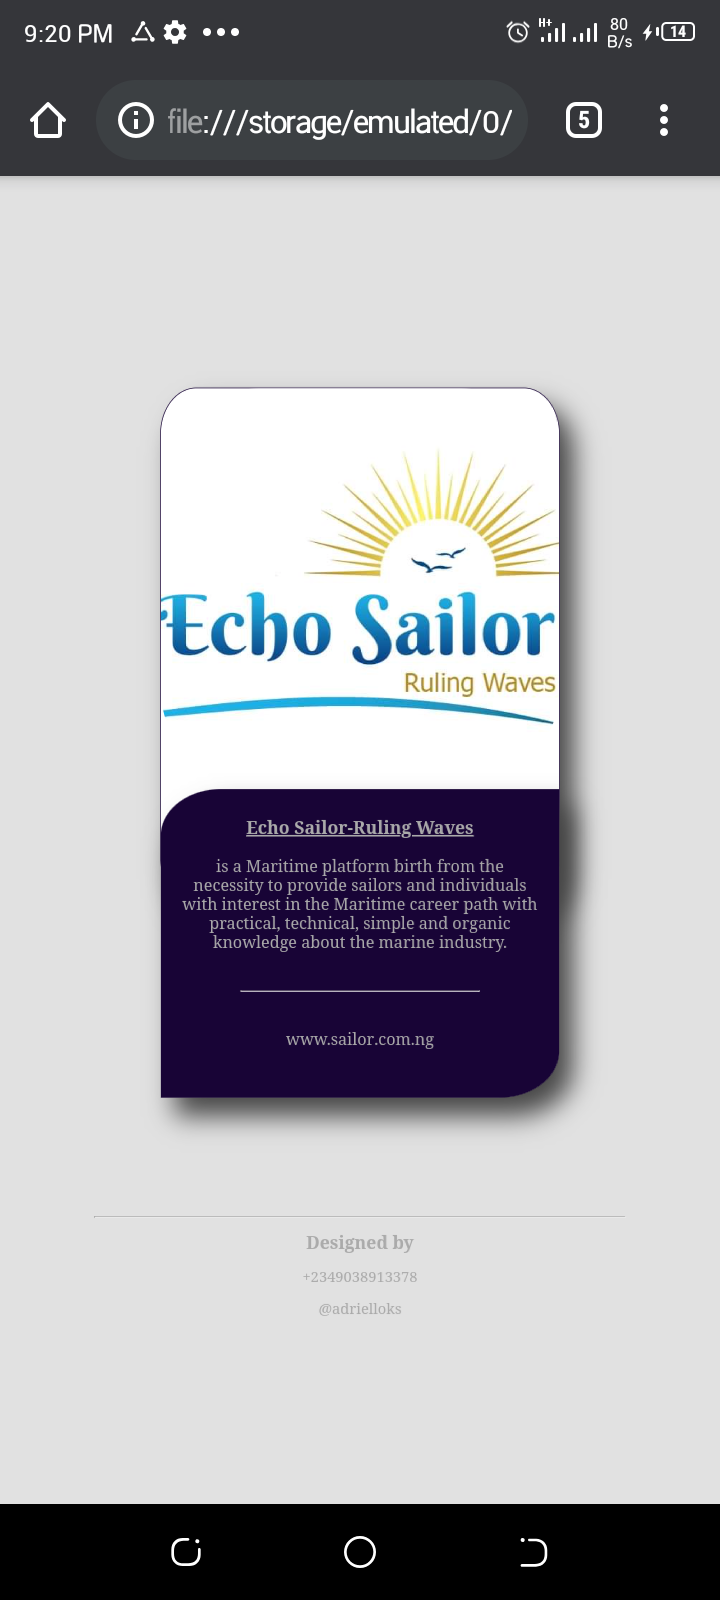 9:20 PM
H+
80
B/s
14
file:///storage/emulated/0/
5
Echo Sailor
Ruling Waves
Echo Sailor-Ruling Waves
is a Maritime platform birth from the
necessity to provide sailors and individuals
with interest in the Maritime career path with
practical, technical, simple and organic
knowledge about the marine industry.
www.sailor.com.ng
Designed by
+2349038913378
@adrielloks